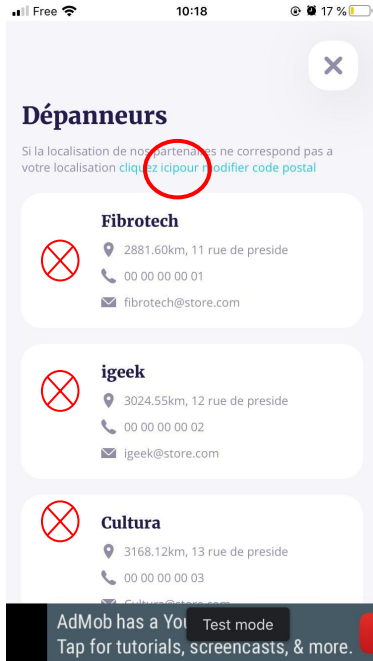 Free 10:18 17 %
Dépanneurs
Si la localisation de nos partenaires ne correspond pas a
votre localisation cliquez icipour modifier code postal
Fibrotech
2881.60km, 11 rue de preside
00 00 00 00 01
fibrotech@store.com
igeek
3024.55km, 12 rue de preside
00 00 00 00 02
igeek@store.com
Cultura
3168.12km, 13 rue de preside
00 00 00 00 03
Culture@store.com
AdMob has a You
Test mode
Tap for tutorials, screencasts, & more.